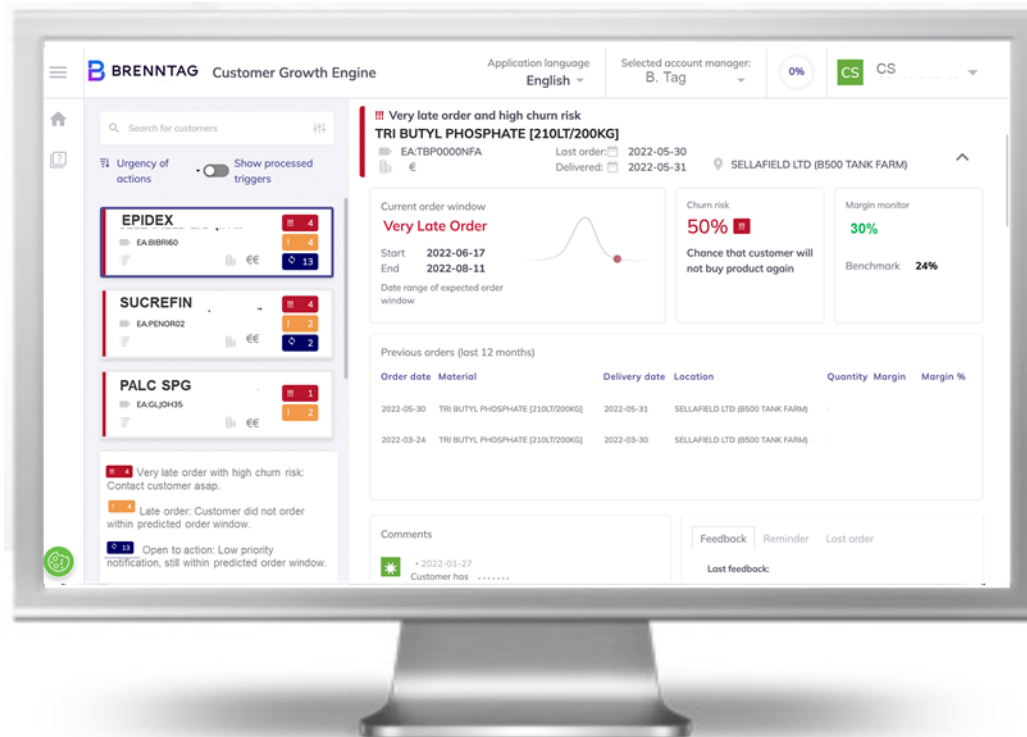 BRENNTAG Customer Growth Engine
Application language
English
Selected account manager:
B. Tag
0%
CS
CS
Search for customers
Urgency of
actions
Show processed
triggers
EPIDEX
EA:BIBRI60
€€
!!! 4
! 4
13
SUCREFIN
EA:PENOR02
€€
!!! 4
! 2
2
PALC SPG
EA:GLJOH35
€€
!!! 1
! 2
!!! 4 Very late order with high churn risk:
Contact customer asap.
! 4 Late order: Customer did not order
within predicted order window.
13 Open to action: Low priority
notification, still within predicted order window.
!!! Very late order and high churn risk
TRI BUTYL PHOSPHATE [210LT/200KG]
EA:TBP0000NFA
€
Last order: 2022-05-30
Delivered: 2022-05-31
SELLAFIELD LTD (B500 TANK FARM)
Current order window
Very Late Order
Start 2022-06-17
End 2022-08-11
Date range of expected order
window
Churn risk
50% !!!
Chance that customer will
not buy product again
Margin monitor
30%
Benchmark 24%
Previous orders (last 12 months)
Order date Material Delivery date Location Quantity Margin Margin %
2022-05-30 TRI BUTYL PHOSPHATE [210LT/200KG] 2022-05-31 SELLAFIELD LTD (B500 TANK FARM)
2022-03-24 TRI BUTYL PHOSPHATE [210LT/200KG] 2022-03-30 SELLAFIELD LTD (B500 TANK FARM)
Comments
• 2022-01-27
Customer has .......
Feedback Reminder Last order
Last feedback: